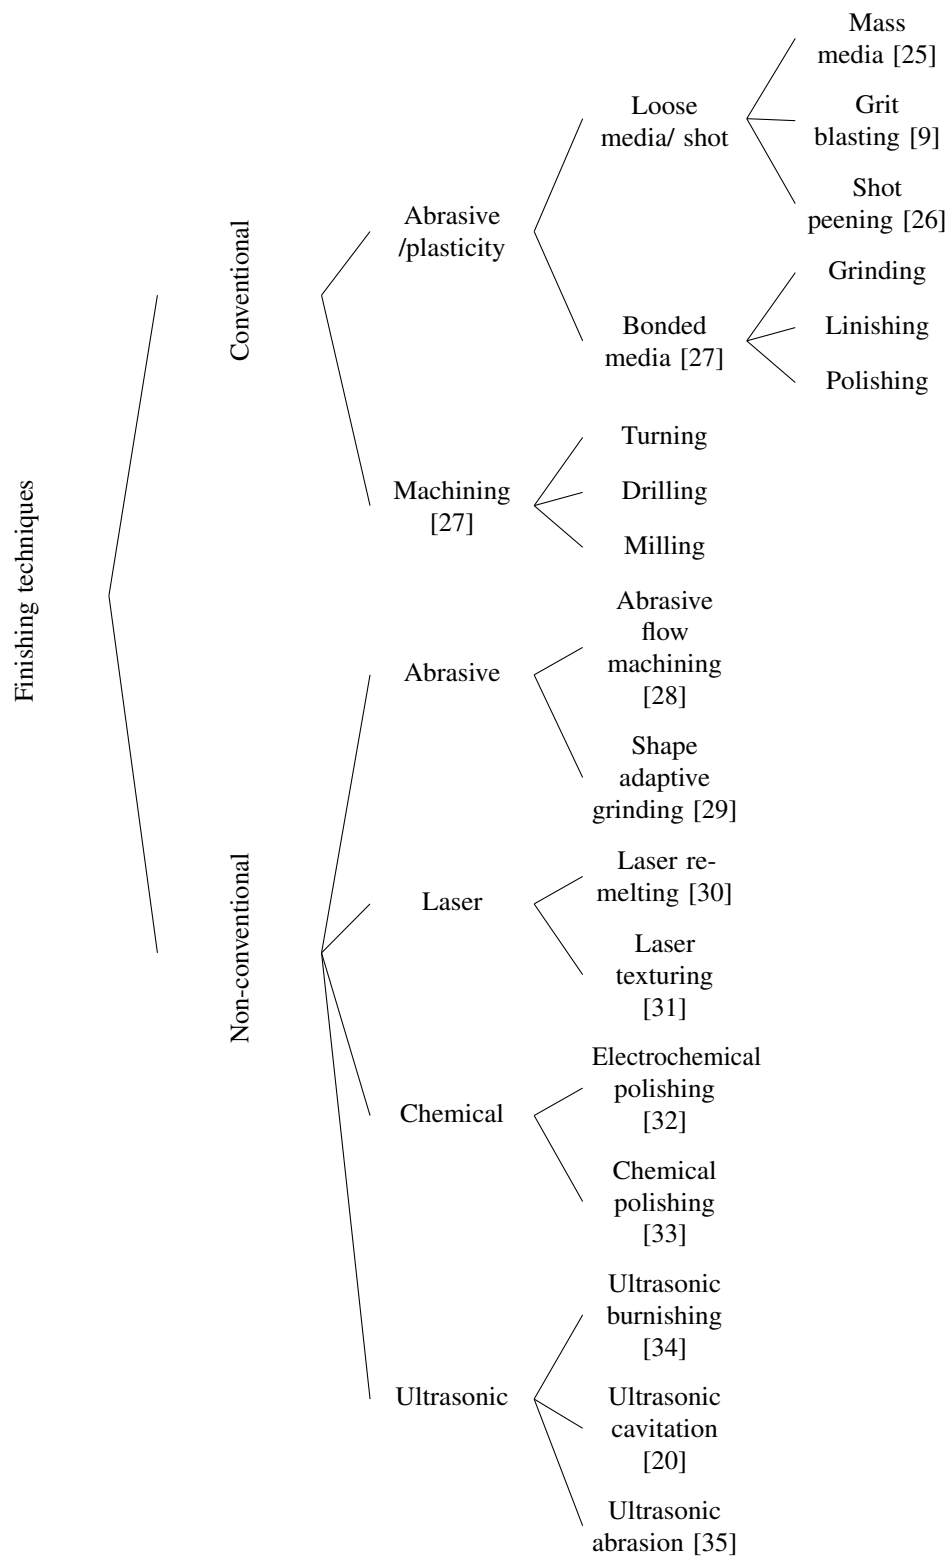 Finishing techniques
Conventional
Abrasive
/plasticity
Loose
media/ shot
Mass
media [25]
Grit
blasting [9]
Shot
peening [26]
Bonded
media [27]
Grinding
Linishing
Polishing
Machining
[27]
Turning
Drilling
Milling
Non-conventional
Abrasive
Abrasive
flow
machining
[28]
Shape
adaptive
grinding [29]
Laser
Laser re-
melting [30]
Laser
texturing
[31]
Chemical
Electrochemical
polishing
[32]
Chemical
polishing
[33]
Ultrasonic
Ultrasonic
burnishing
[34]
Ultrasonic
cavitation
[20]
Ultrasonic
abrasion [35]